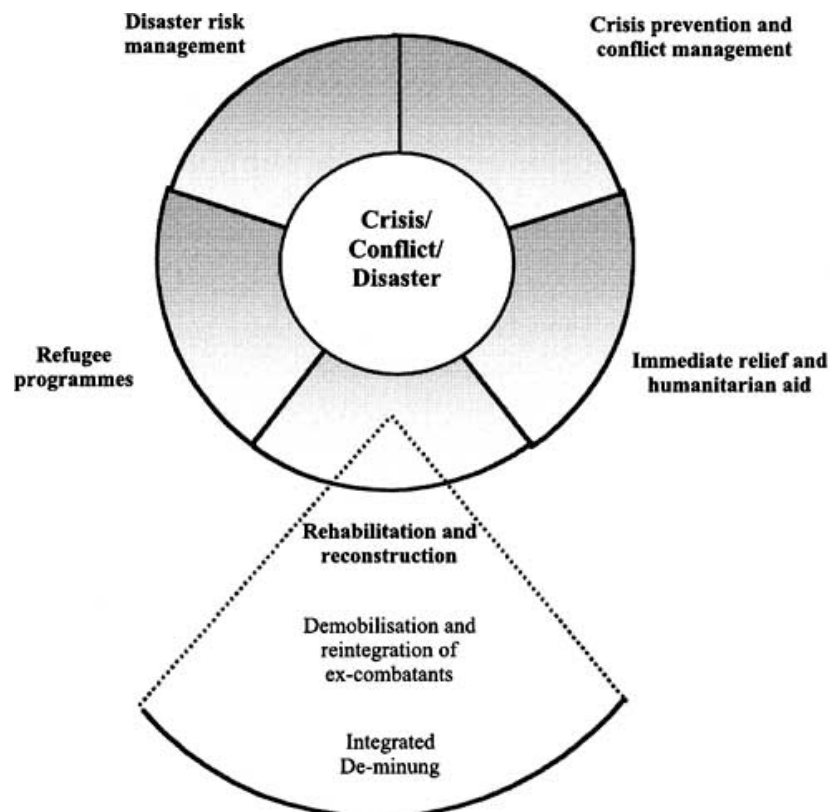 Disaster risk
management
Crisis prevention and
conflict management
Crisis/
Conflict/
Disaster
Refugee
programmes
Immediate relief and
humanitarian aid
Rehabilitation and
reconstruction
Demobilisation and
reintegration of
ex-combatants
Integrated
De-minung